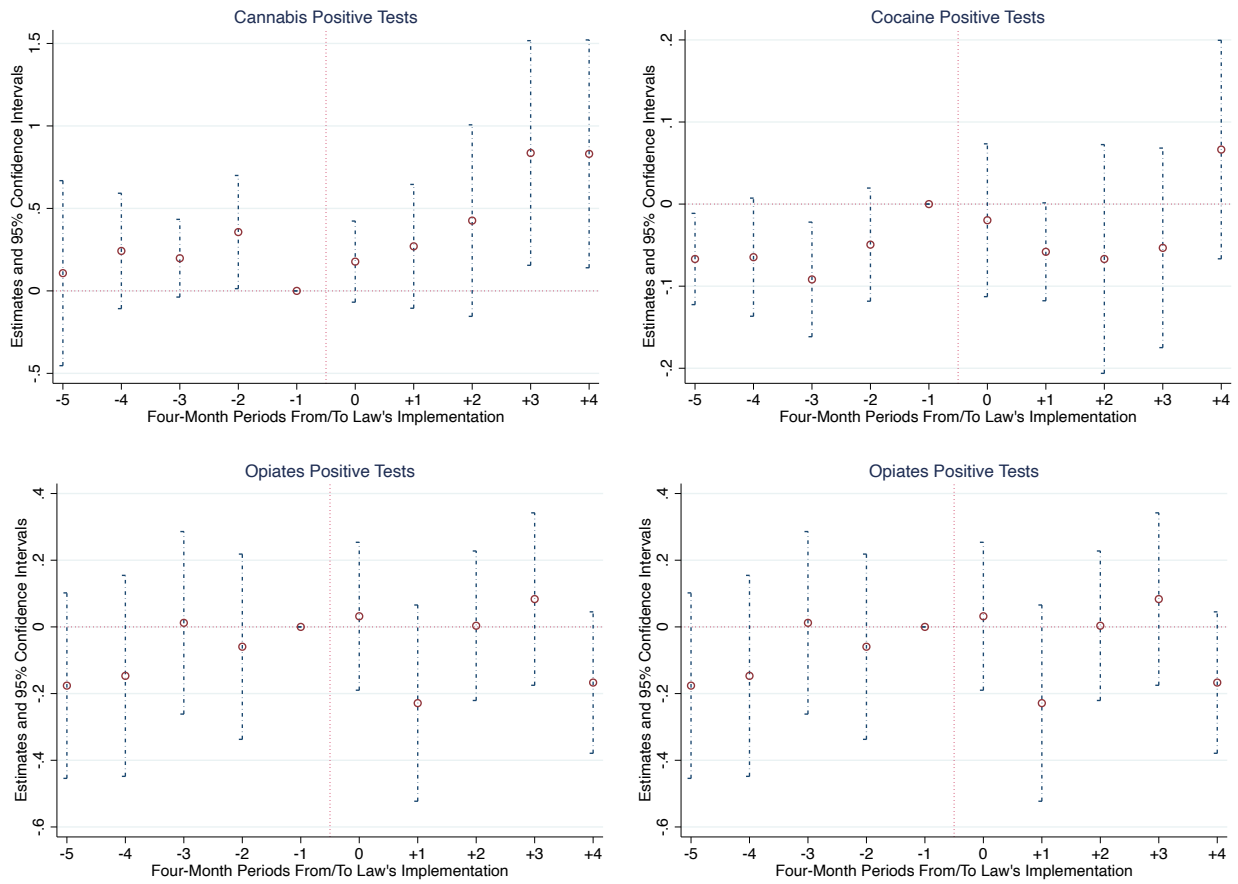 Cannabis Positive Tests
Estimates and 95% Confidence Intervals
1.5
1
.5
0
-.5
-5 -4 -3 -2 -1 0 +1 +2 +3 +4
Four-Month Periods From/To Law's Implementation
Cocaine Positive Tests
Estimates and 95% Confidence Intervals
.2
.1
0
-.1
-.2
-5 -4 -3 -2 -1 0 +1 +2 +3 +4
Four-Month Periods From/To Law's Implementation
Opiates Positive Tests
Estimates and 95% Confidence Intervals
.4
.2
0
-.2
-.4
-.6
-5 -4 -3 -2 -1 0 +1 +2 +3 +4
Four-Month Periods From/To Law's Implementation
Opiates Positive Tests
Estimates and 95% Confidence Intervals
.4
.2
0
-.2
-.4
-.6
-5 -4 -3 -2 -1 0 +1 +2 +3 +4
Four-Month Periods From/To Law's Implementation